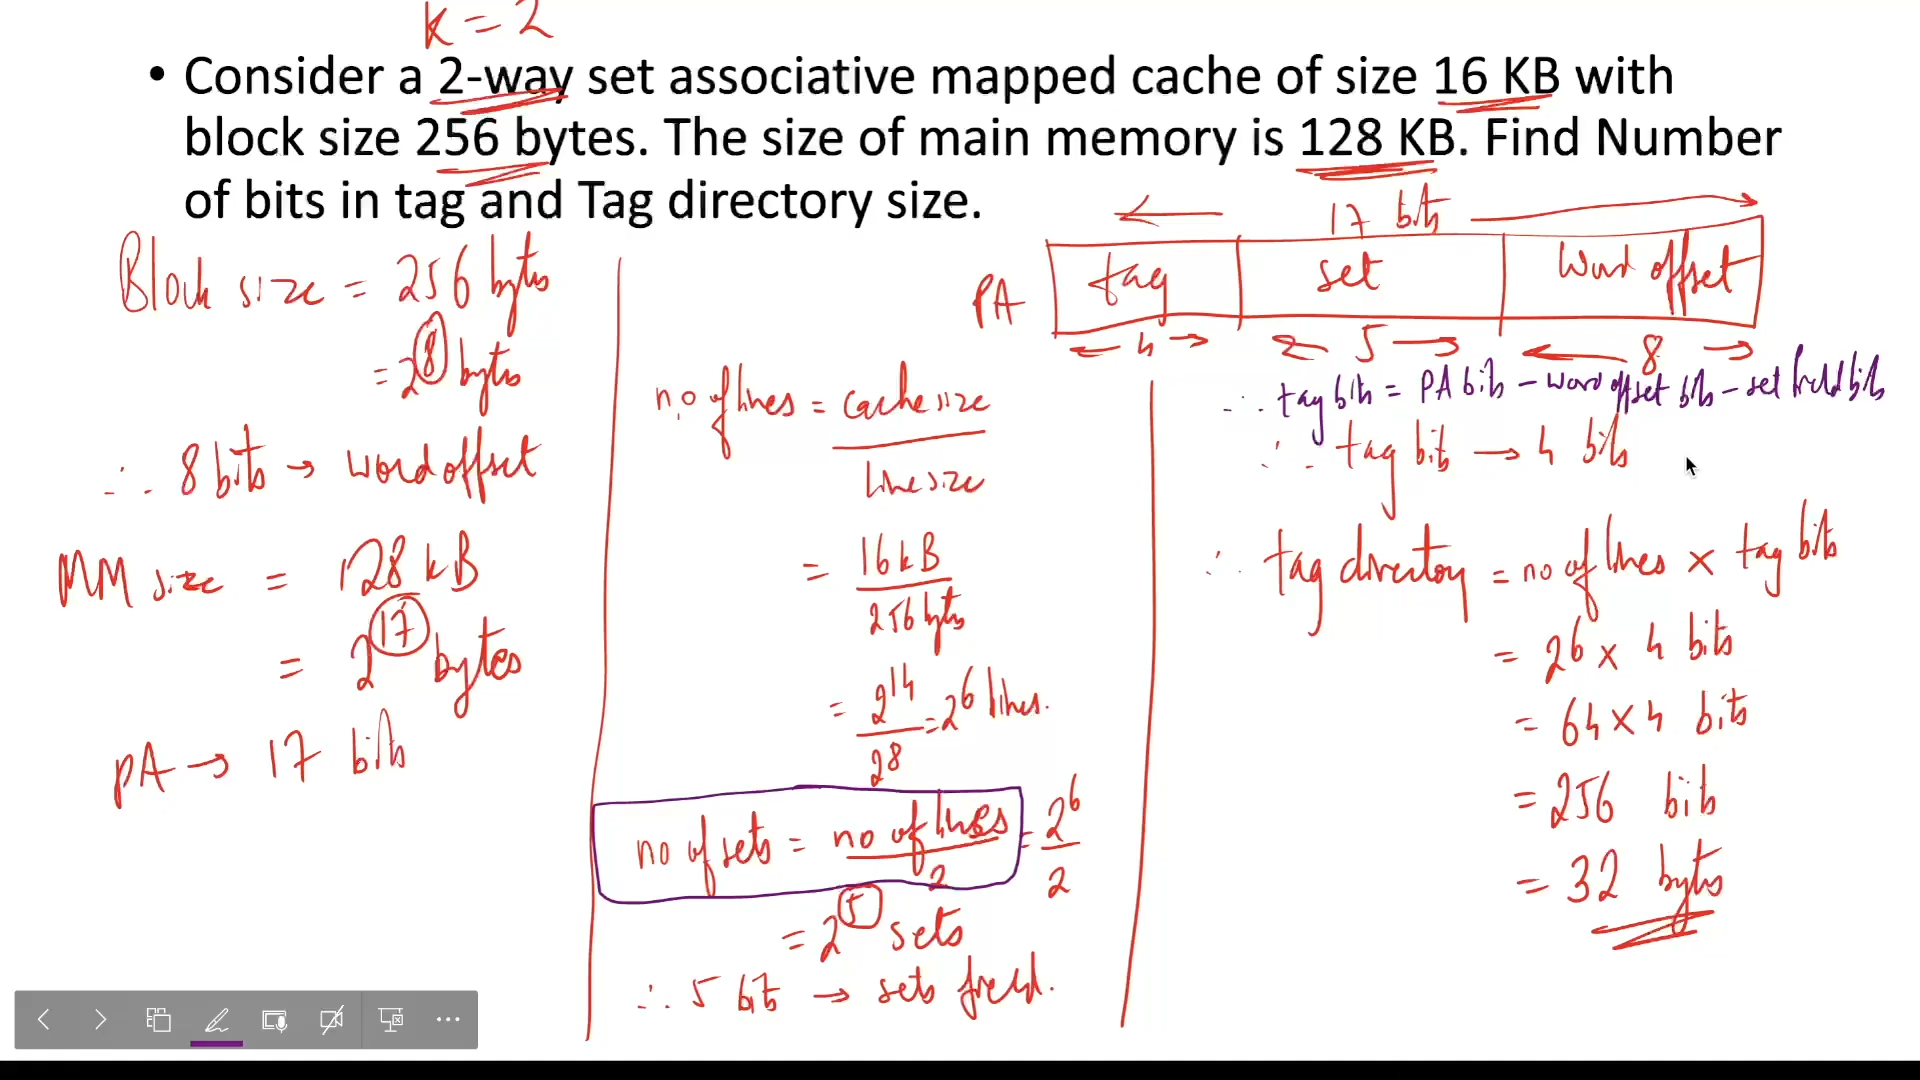 K = 2
• Consider a 2-way set associative mapped cache of size 16 KB with
block size 256 bytes. The size of main memory is 128 KB. Find Number
of bits in tag and Tag directory size.
Block size = 256 bytes
= 2^8 bytes
∴ 8 bits → word offset
MM size = 128 kB
= 2^17 bytes
PA → 17 bits
no of lines = cache size / line size
= 16 kB / 256 bytes
= 2^14 / 2^8 = 2^6 lines.
no of sets = no of lines / 2 = 2^6 / 2
= 2^5 sets
∴ 5 bits → sets field.
17 bits
PA tag set Word offset
4 5 8
∴ tag bits = PA bits - word offset bits - set field bits
∴ tag bits → 4 bits
∴ tag directory = no of lines × tag bits
= 2^6 × 4 bits
= 64 × 4 bits
= 256 bits
= 32 bytes